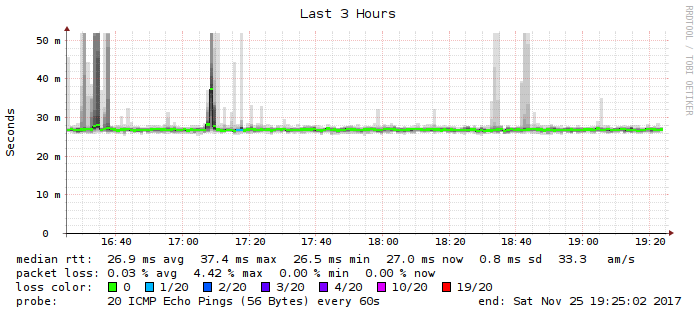 Last 3 Hours
RRDTOOL / TOBI OETIKER
Seconds
50 m
40 m
30 m
20 m
10 m
0
16:40 17:00 17:20 17:40 18:00 18:20 18:40 19:00 19:20
median rtt: 26.9 ms avg 37.4 ms max 26.5 ms min 27.0 ms now 0.8 ms sd 33.3 am/s
packet loss: 0.03 % avg 4.42 % max 0.00 % min 0.00 % now
loss color: 0 1/20 2/20 3/20 4/20 10/20 19/20
probe: 20 ICMP Echo Pings (56 Bytes) every 60s end: Sat Nov 25 19:25:02 2017